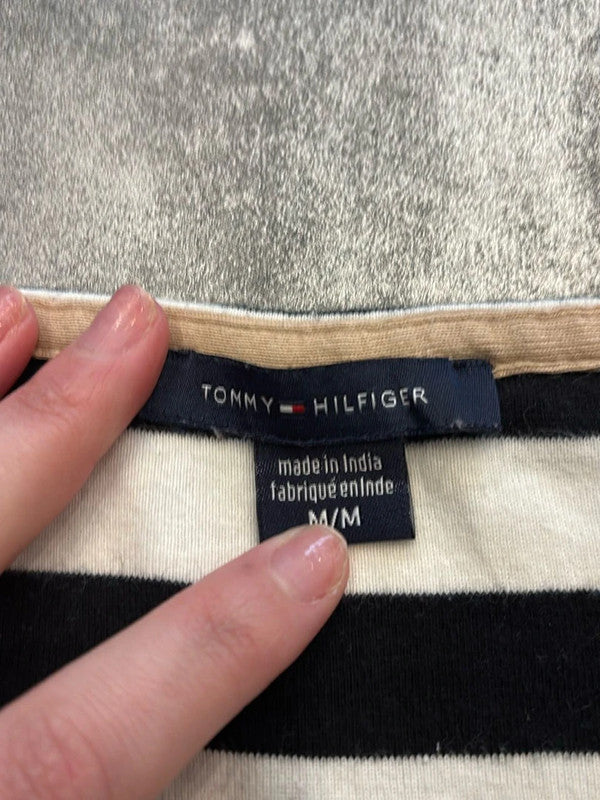 TOMMY HILFIGER
made in India
fabriqué en Inde
M/M